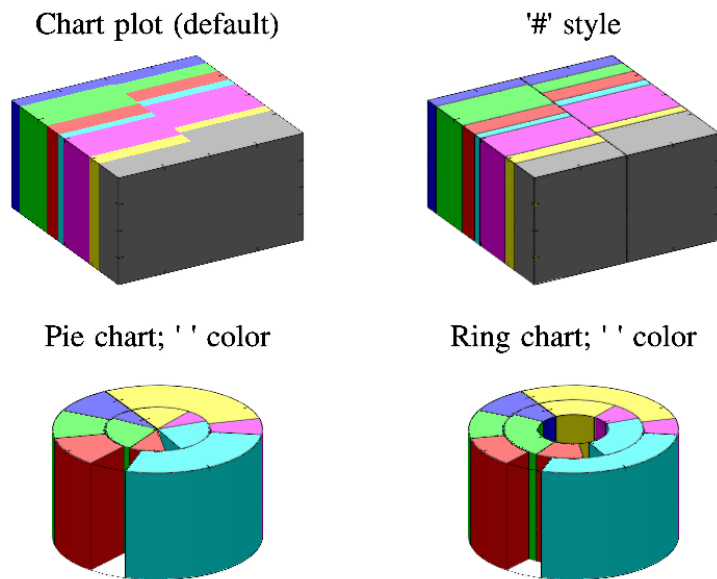 Chart plot (default)
'#' style
Pie chart; ' ' color
Ring chart; ' ' color